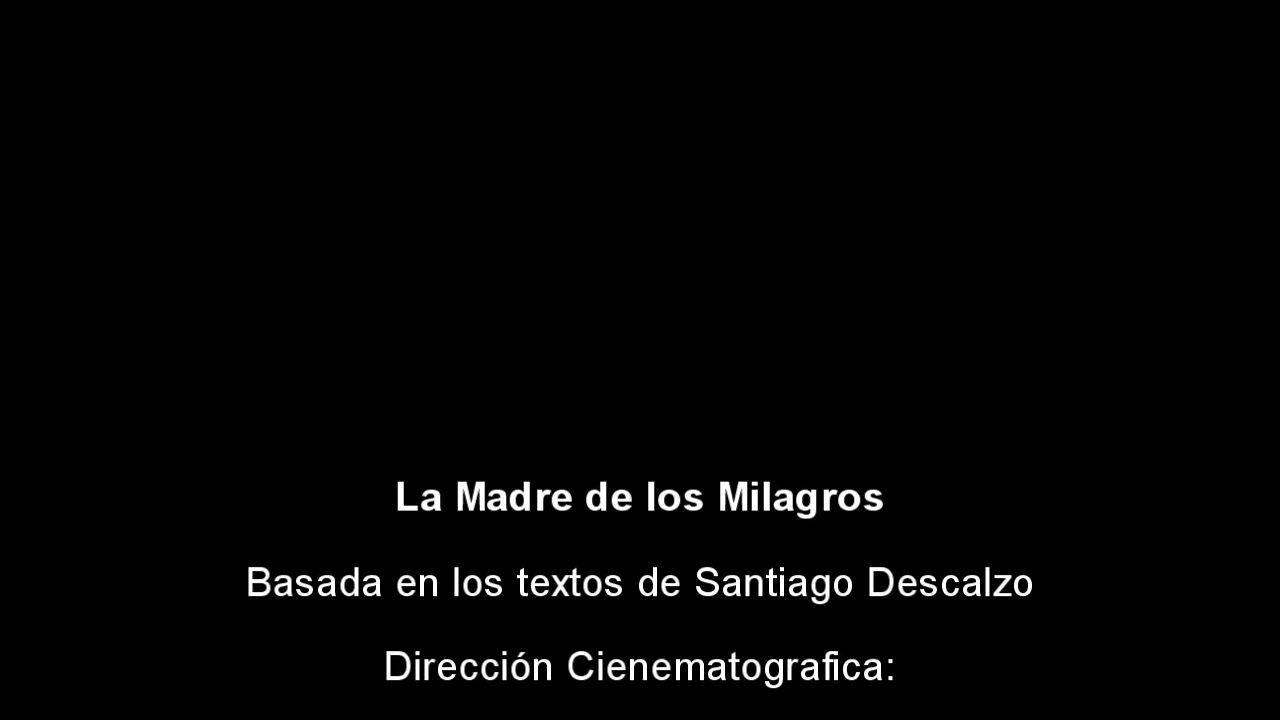 La Madre de los Milagros
Basada en los textos de Santiago Descalzo
Dirección Cienematografica: